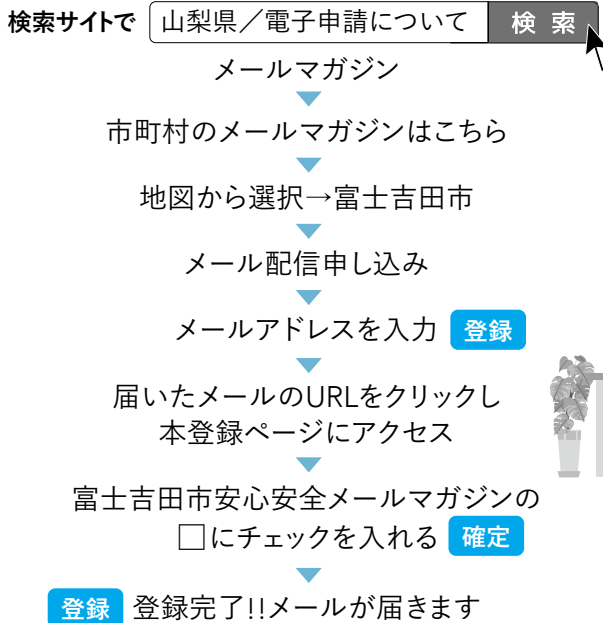 検索サイトで 山梨県／電子申請について 検索
メールマガジン
市町村のメールマガジンはこちら
地図から選択→富士吉田市
メール配信申し込み
メールアドレスを入力 登録
届いたメールのURLをクリックし
本登録ページにアクセス
富士吉田市安心安全メールマガジンの
□にチェックを入れる 確定
登録 登録完了!!メールが届きます